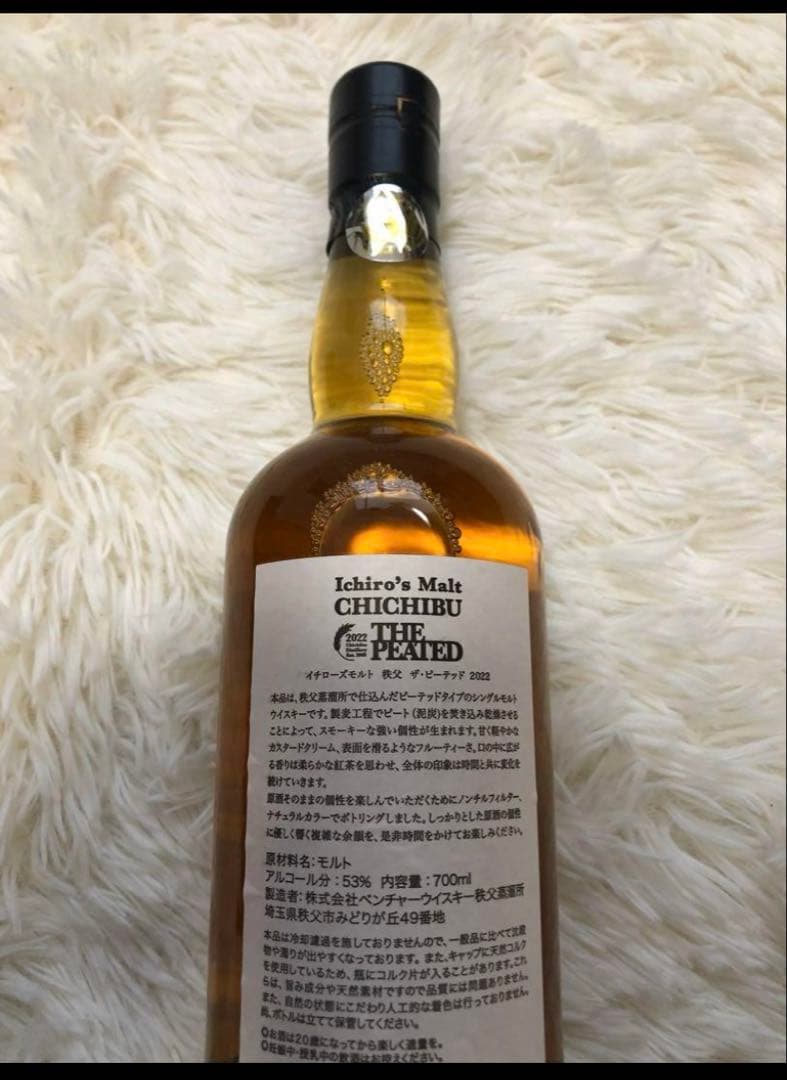 Ichiro's Malt
CHICHIBU
2022 THE
PEATED
イチローズモルト 秩父 ザ・ピーテッド 2022
本品は、秩父蒸溜所で仕込んだピーテッドタイプのシングルモルト
ウイスキーです。製麦工程でピート(泥炭)を焚き込み乾燥させる
ことによって、スモーキーな強い個性が生まれます。甘く軽やかな
カスタードクリーム、表面を滑るようなフルーティーさ。口の中に広が
る香りは柔らかな紅茶を思わせ、全体の印象は時間と共に変化を
続けていきます。
原酒そのままの個性を楽しんでいただくためにノンチルフィルター、
ナチュラルカラーでボトリングしました。しっかりとした原酒の個性
に優しく響く複雑な余韻を、是非時間をかけてお楽しみください。
原材料名:モルト
アルコール分:53% 内容量:700ml
製造者:株式会社ベンチャーウイスキー秩父蒸溜所
埼玉県秩父市みどりが丘49番地
本品は冷却濾過を施しておりませんので、一般品に比べて沈殿
物や濁りが出やすくなっております。また、キャップに天然コルク
を使用しているため、瓶にコルク片が入ることがあります。これ
らは、旨み成分や天然素材ですので品質には問題ありません。
また、自然の状態にこだわり人工的な着色は行っておりません。
尚、ボトルは立てて保管してください。
◎お酒は20歳になってから楽しく適量を。
◎妊娠中・授乳中の飲酒はお控えください。